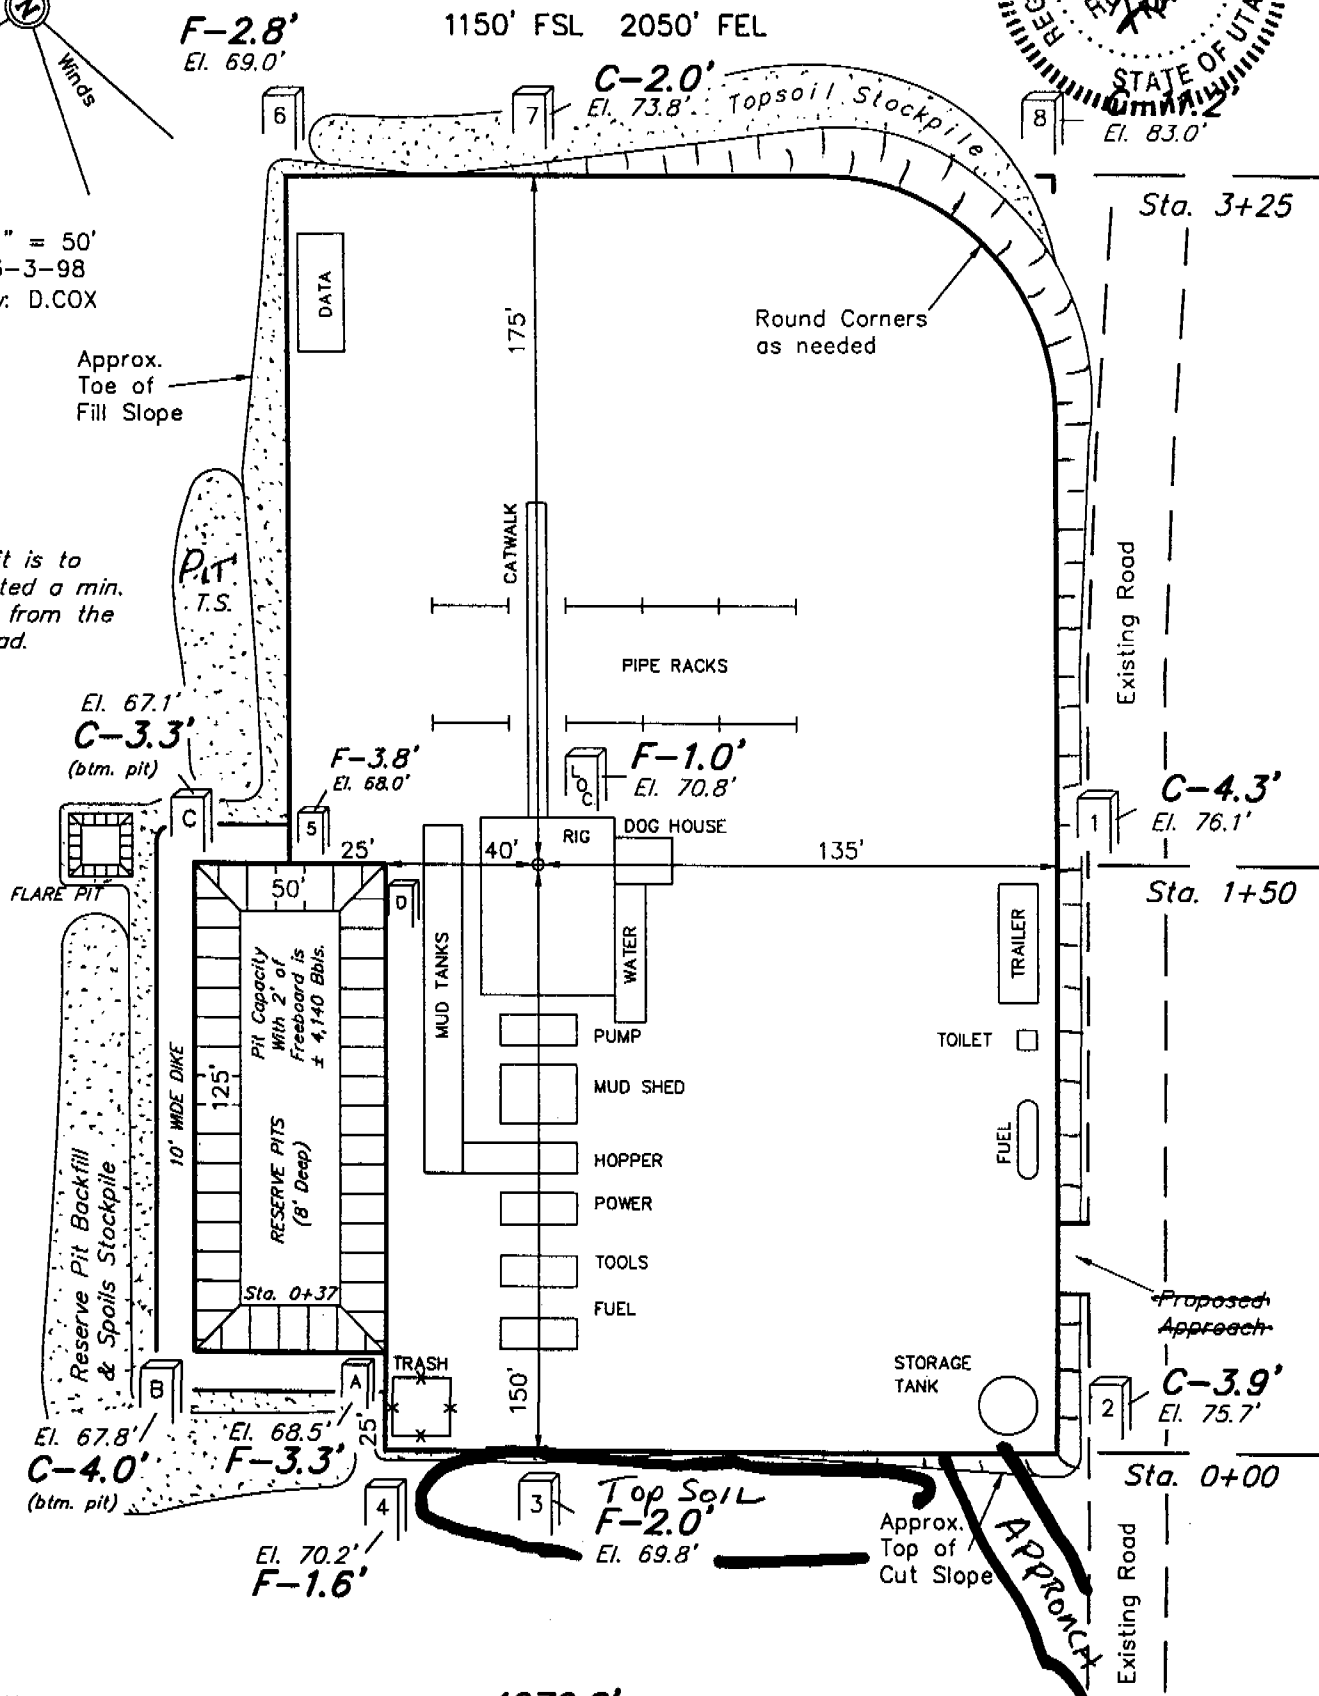 N
Winds
F-2.8'
El. 69.0'
1150' FSL 2050' FEL
C-2.0'
El. 73.8'
Topsoil Stockpile
STATE OF UTA
El. 83.0'
6
7
8
Sta. 3+25
" = 50'
-3-98
D.COX
DATA
175'
Round Corners
as needed
Approx.
Toe of
Fill Slope
CATWALK
PIT
T.S.
it is to
ted a min.
from the
ad.
PIPE RACKS
Existing Road
El. 67.1'
C-3.3'
(btm. pit)
F-3.8'
El. 68.0'
LOC
F-1.0'
El. 70.8'
C-4.3'
El. 76.1'
C
5
1
RIG
DOG HOUSE
25'
40'
135'
FLARE PIT
50'
D
Sta. 1+50
MUD TANKS
WATER
TRAILER
Pit Capacity
With 2' of
Freeboard is
± 4,140 Bbls.
PUMP
TOILET
10' WIDE DIKE
125'
MUD SHED
RESERVE PITS
(8' Deep)
FUEL
HOPPER
POWER
Reserve Pit Backfill
& Spoils Stockpile
TOOLS
Sta. 0+37
FUEL
Proposed
Approach
TRASH
STORAGE
TANK
B
A
150'
25'
2
C-3.9'
El. 75.7'
El. 67.8'
C-4.0'
(btm. pit)
El. 68.5'
F-3.3'
Sta. 0+00
4
3
Top SOIL
F-2.0'
El. 69.8'
Approx.
Top of
Cut Slope
APPROACH
Existing Road
El. 70.2'
F-1.6'